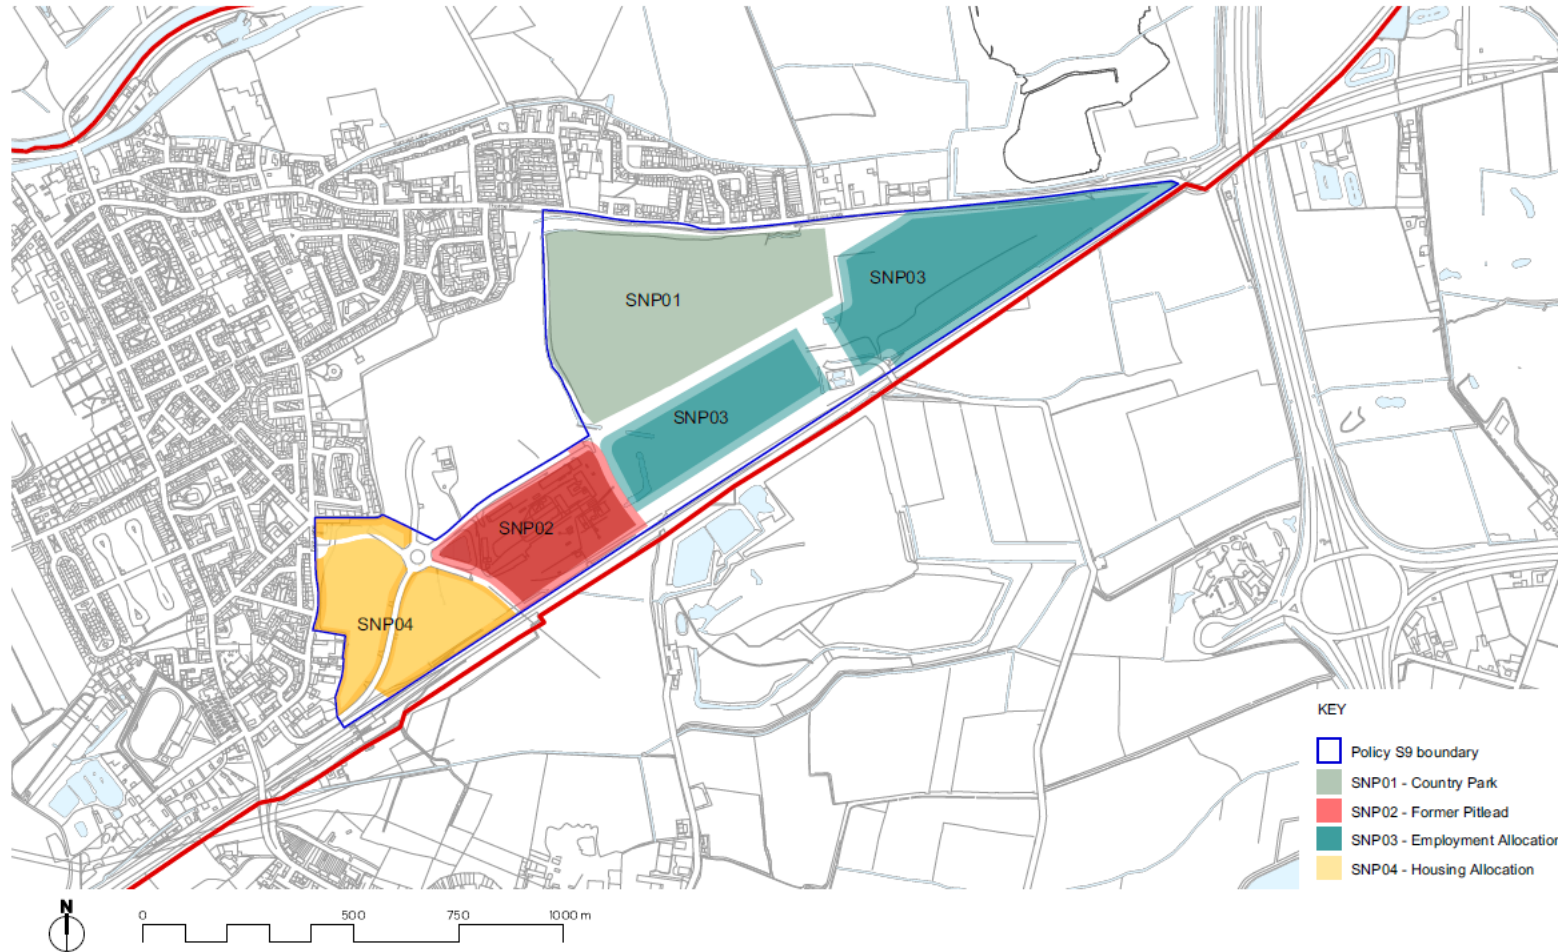 SNP01
SNP03
SNP03
SNP02
SNP04
KEY
Policy S9 boundary
SNP01 - Country Park
SNP02 - Former Pitlead
SNP03 - Employment Allocation
SNP04 - Housing Allocation
N
0 500 750 1000 m